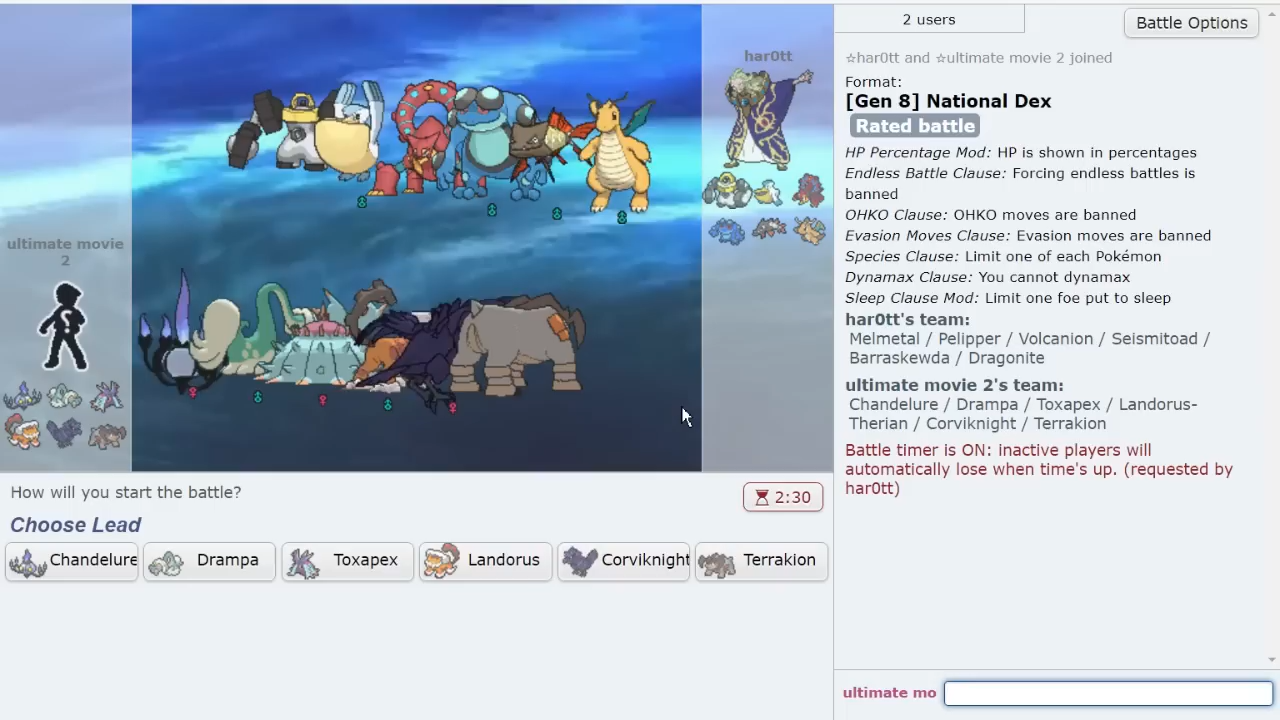 2 users
Battle Options
har0tt
ultimate movie
2
☆har0tt and ☆ultimate movie 2 joined
Format:
[Gen 8] National Dex
Rated battle
HP Percentage Mod: HP is shown in percentages
Endless Battle Clause: Forcing endless battles is
banned
OHKO Clause: OHKO moves are banned
Evasion Moves Clause: Evasion moves are banned
Species Clause: Limit one of each Pokémon
Dynamax Clause: You cannot dynamax
Sleep Clause Mod: Limit one foe put to sleep
har0tt's team:
Melmetal / Pelipper / Volcanion / Seismitoad /
Barraskewda / Dragonite
ultimate movie 2's team:
Chandelure / Drampa / Toxapex / Landorus-
Therian / Corviknight / Terrakion
Battle timer is ON: inactive players will
automatically lose when time's up. (requested by
har0tt)
How will you start the battle?
2:30
Choose Lead
Chandelure
Drampa
Toxapex
Landorus
Corviknight
Terrakion
ultimate mo